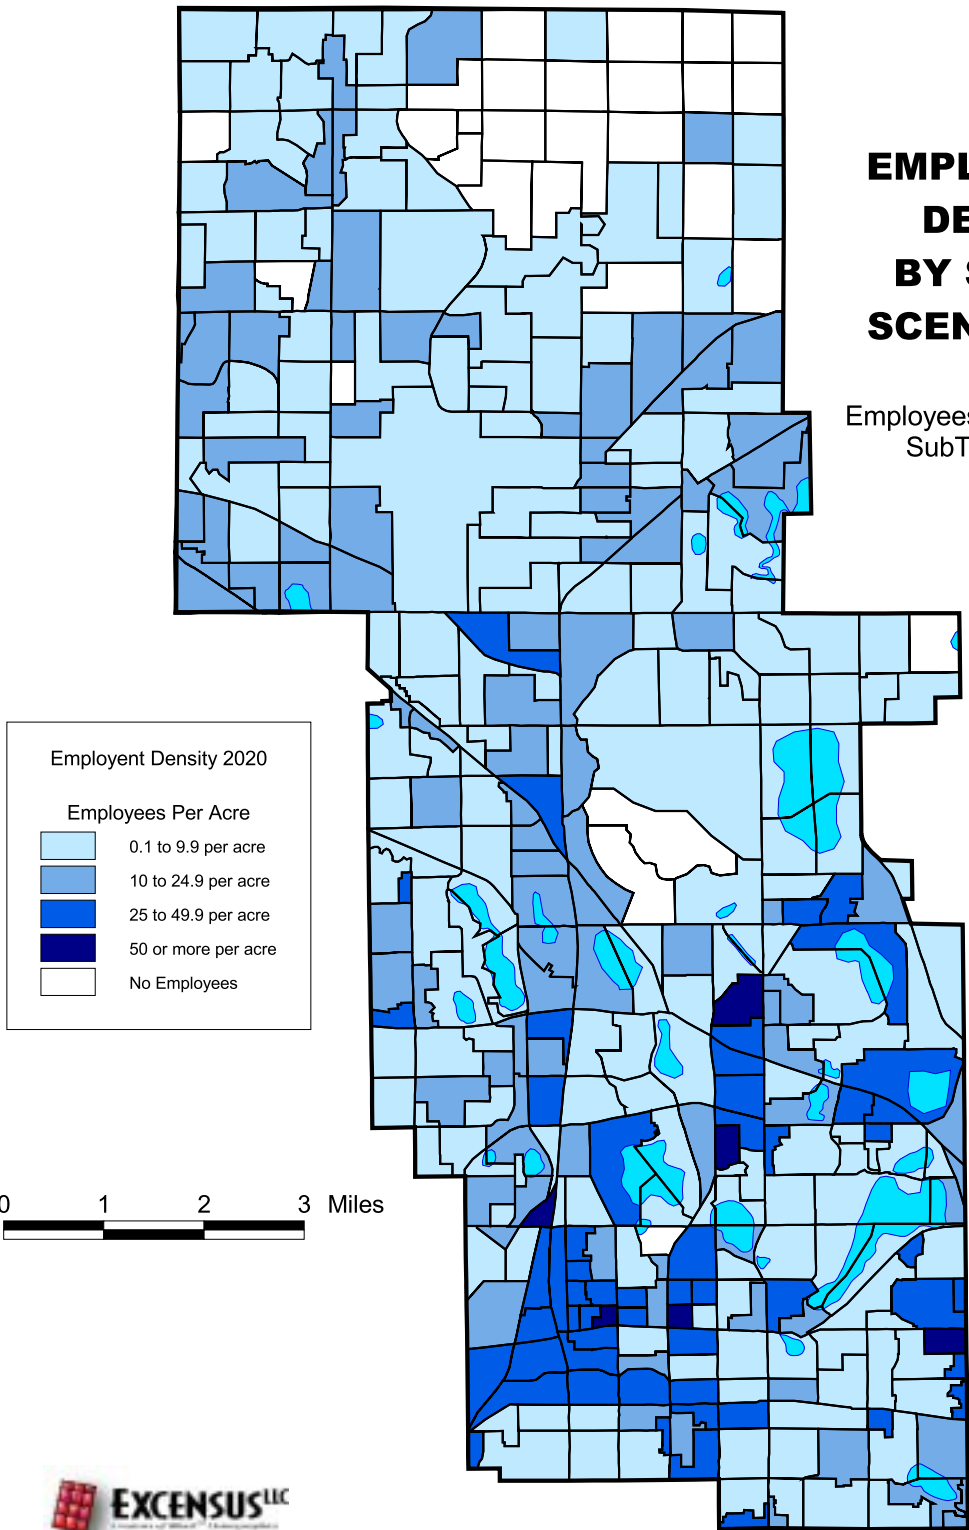 EMPL
DE
BY S
SCEN
Employees
SubT
Employent Density 2020
Employees Per Acre
0.1 to 9.9 per acre
10 to 24.9 per acre
25 to 49.9 per acre
50 or more per acre
No Employees
0 1 2 3 Miles
EXCENSUS LLC